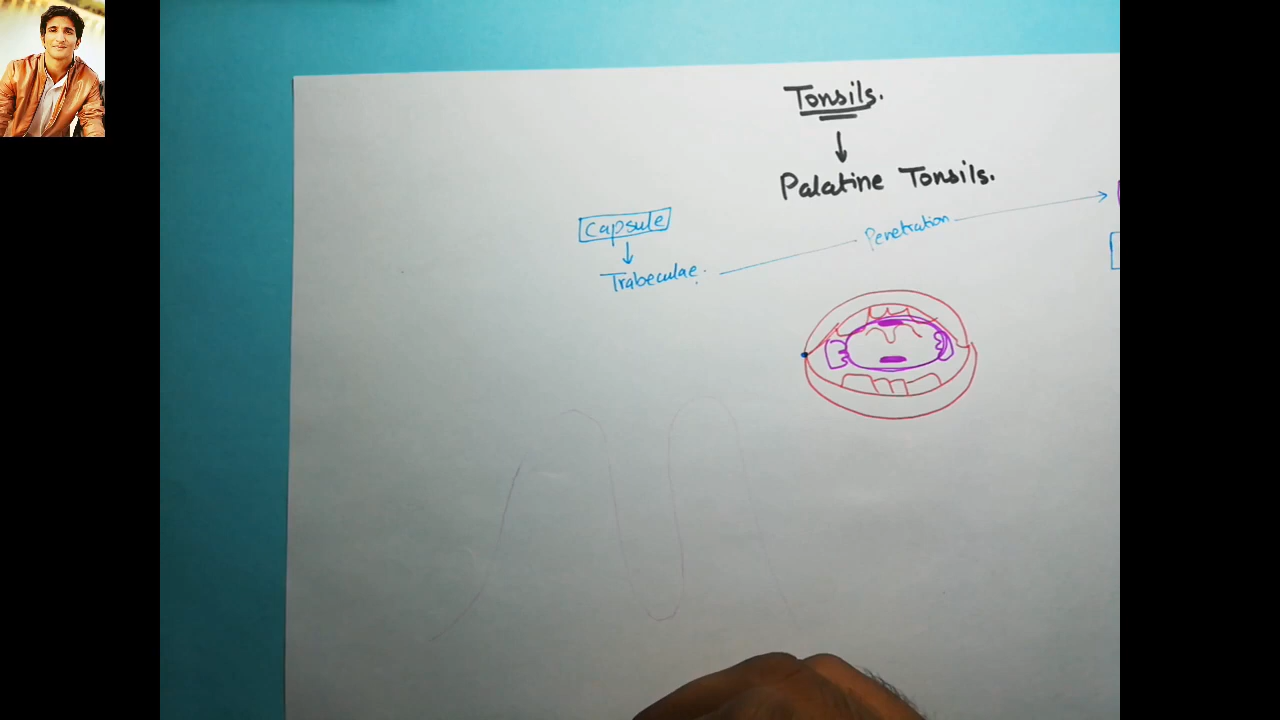 Tonsils.
Palatine Tonsils.
Capsule
Penetration
Trabeculae.